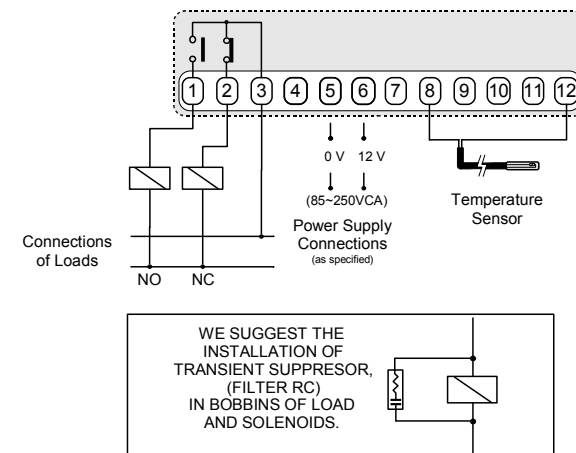 1 2 3 4 5 6 7 8 9 10 11 12
0 V 12 V
(85~250VCA)
Power Supply
Connections
(as specified)
Temperature
Sensor
Connections
of Loads
NO NC
WE SUGGEST THE
INSTALLATION OF
TRANSIENT SUPPRESOR,
(FILTER RC)
IN BOBBINS OF LOAD
AND SOLENOIDS.